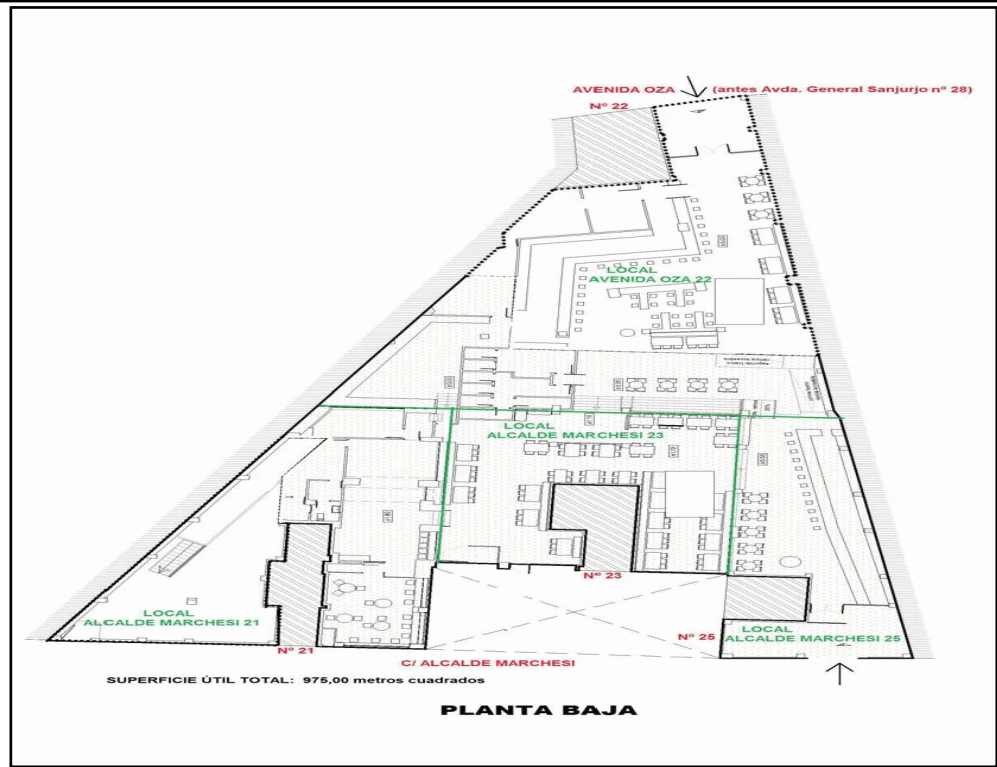 AVENIDA OZA (antes Avda. General Sanjurjo nº 28)
Nº 22
LOCAL
AVENIDA OZA 22
LOCAL
ALCALDE MARCHESI 23
Nº 23
LOCAL
ALCALDE MARCHESI 21
Nº 21
Nº 25
LOCAL
ALCALDE MARCHESI 25
C/ ALCALDE MARCHESI
SUPERFICIE ÚTIL TOTAL: 975,00 metros cuadrados
PLANTA BAJA